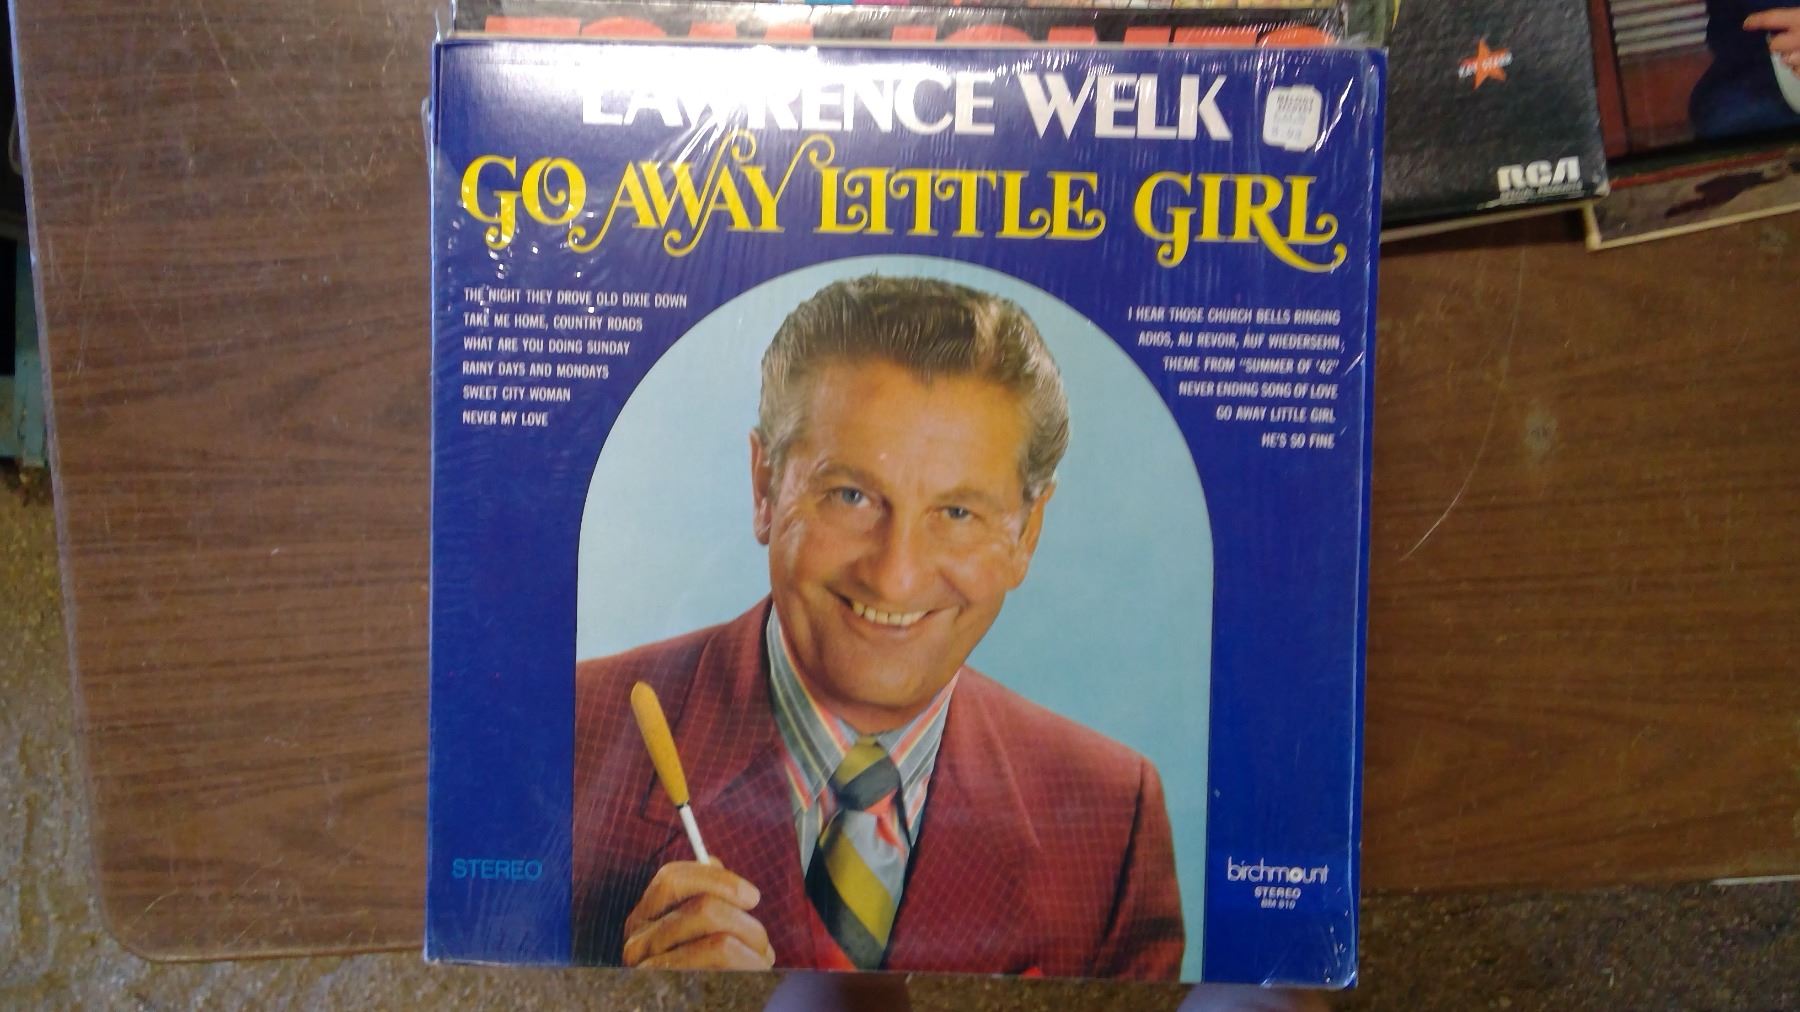 LAWRENCE WELK
GO AWAY LITTLE GIRL
THE NIGHT THEY DROVE OLD DIXIE DOWN
TAKE ME HOME, COUNTRY ROADS
WHAT ARE YOU DOING SUNDAY
RAINY DAYS AND MONDAYS
SWEET CITY WOMAN
NEVER MY LOVE
I HEAR THOSE CHURCH BELLS RINGING
ADIOS, AU REVOIR, AUF WIEDERSEHN,
THEME FROM "SUMMER OF '42"
NEVER ENDING SONG OF LOVE
GO AWAY LITTLE GIRL
HE'S SO FINE
STEREO
birchmount
STEREO
RCA